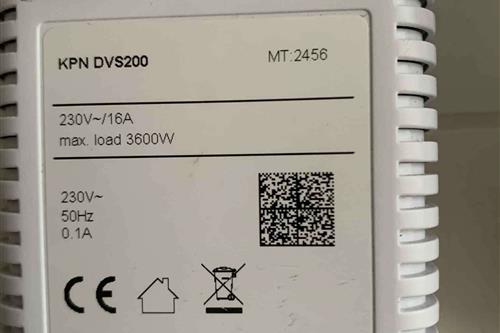 KPN DVS200 MT:2456
230V~/16A
max. load 3600W
230V~
50Hz
0.1A
CE